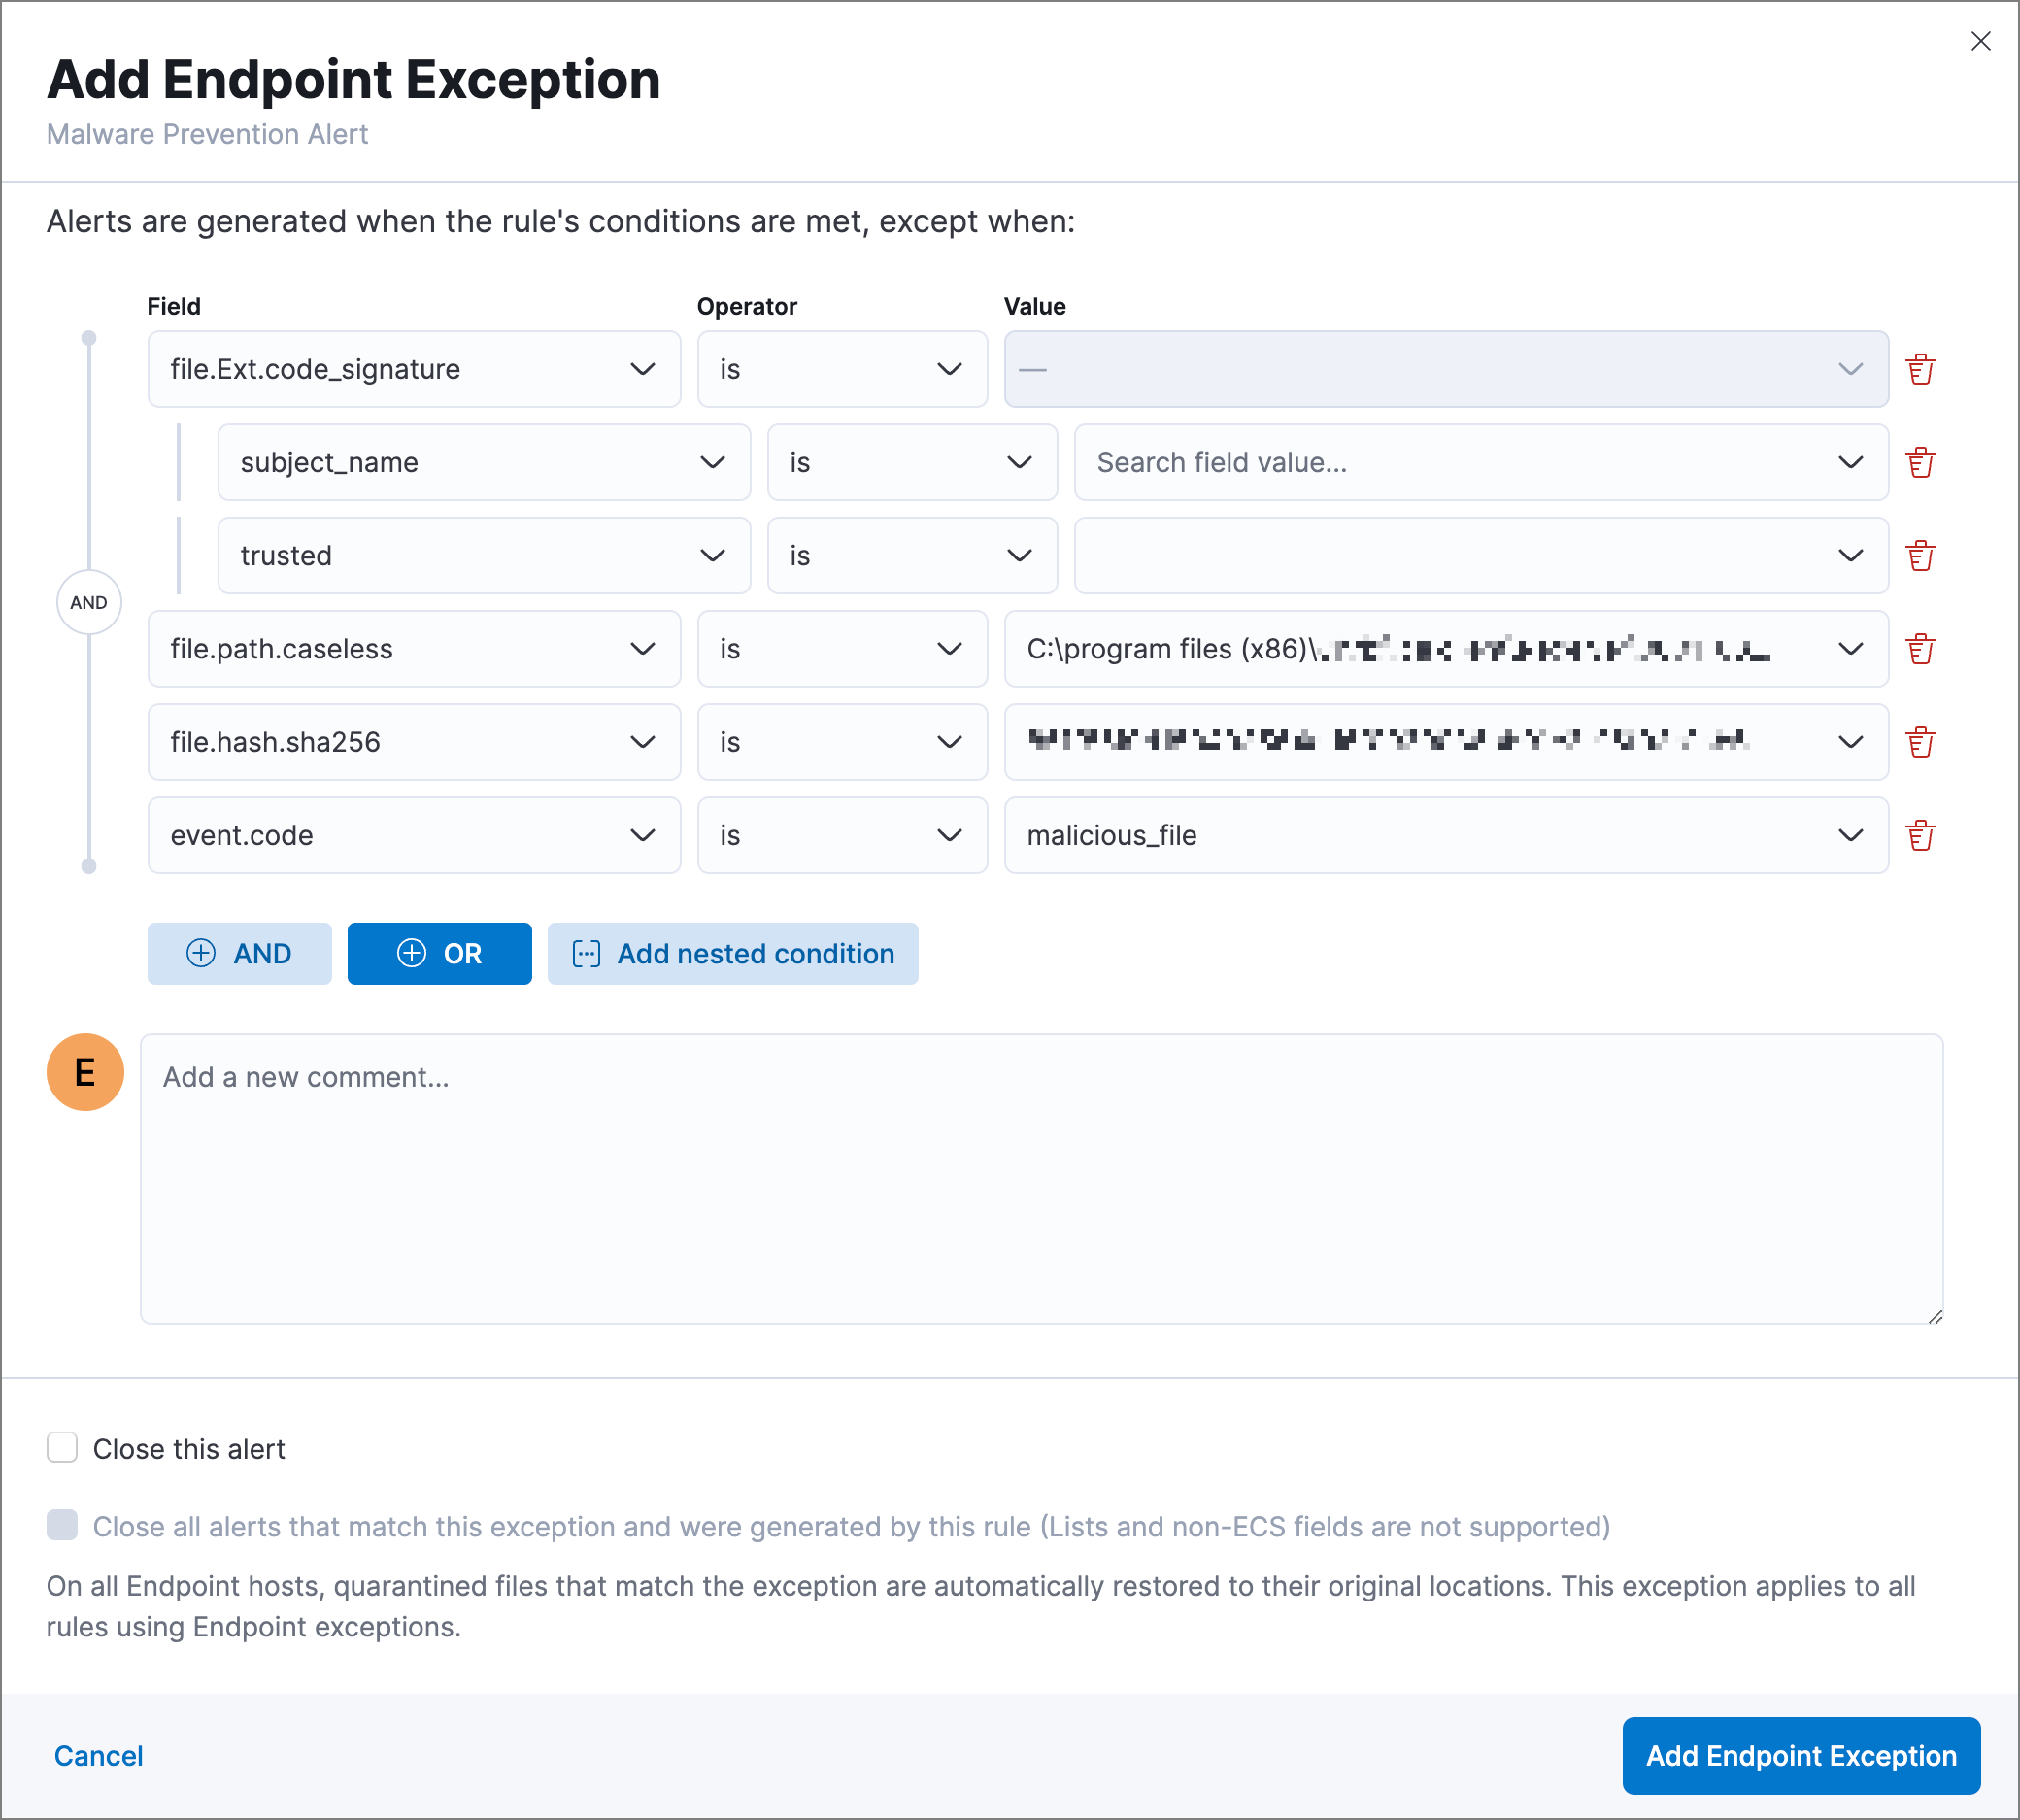 Add Endpoint Exception
Malware Prevention Alert
Alerts are generated when the rule's conditions are met, except when:
Field Operator Value
file.Ext.code_signature is —
subject_name is Search field value...
trusted is
AND
file.path.caseless is C:\program files (x86)\
file.hash.sha256 is
event.code is malicious_file
AND OR Add nested condition
E
Add a new comment...
Close this alert
Close all alerts that match this exception and were generated by this rule (Lists and non-ECS fields are not supported)
On all Endpoint hosts, quarantined files that match the exception are automatically restored to their original locations. This exception applies to all
rules using Endpoint exceptions.
Cancel Add Endpoint Exception